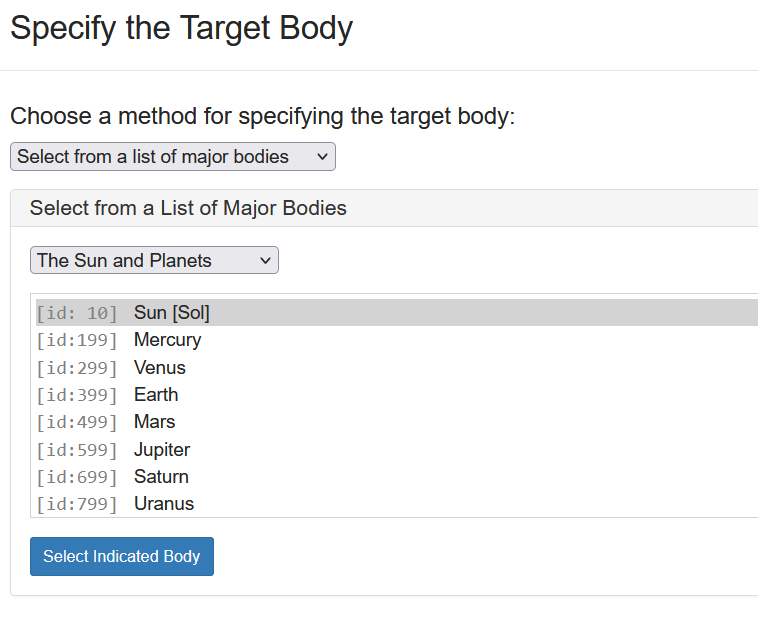 Specify the Target Body
Choose a method for specifying the target body:
Select from a list of major bodies
Select from a List of Major Bodies
The Sun and Planets
[id: 10] Sun [Sol]
[id:199] Mercury
[id:299] Venus
[id:399] Earth
[id:499] Mars
[id:599] Jupiter
[id:699] Saturn
[id:799] Uranus
Select Indicated Body